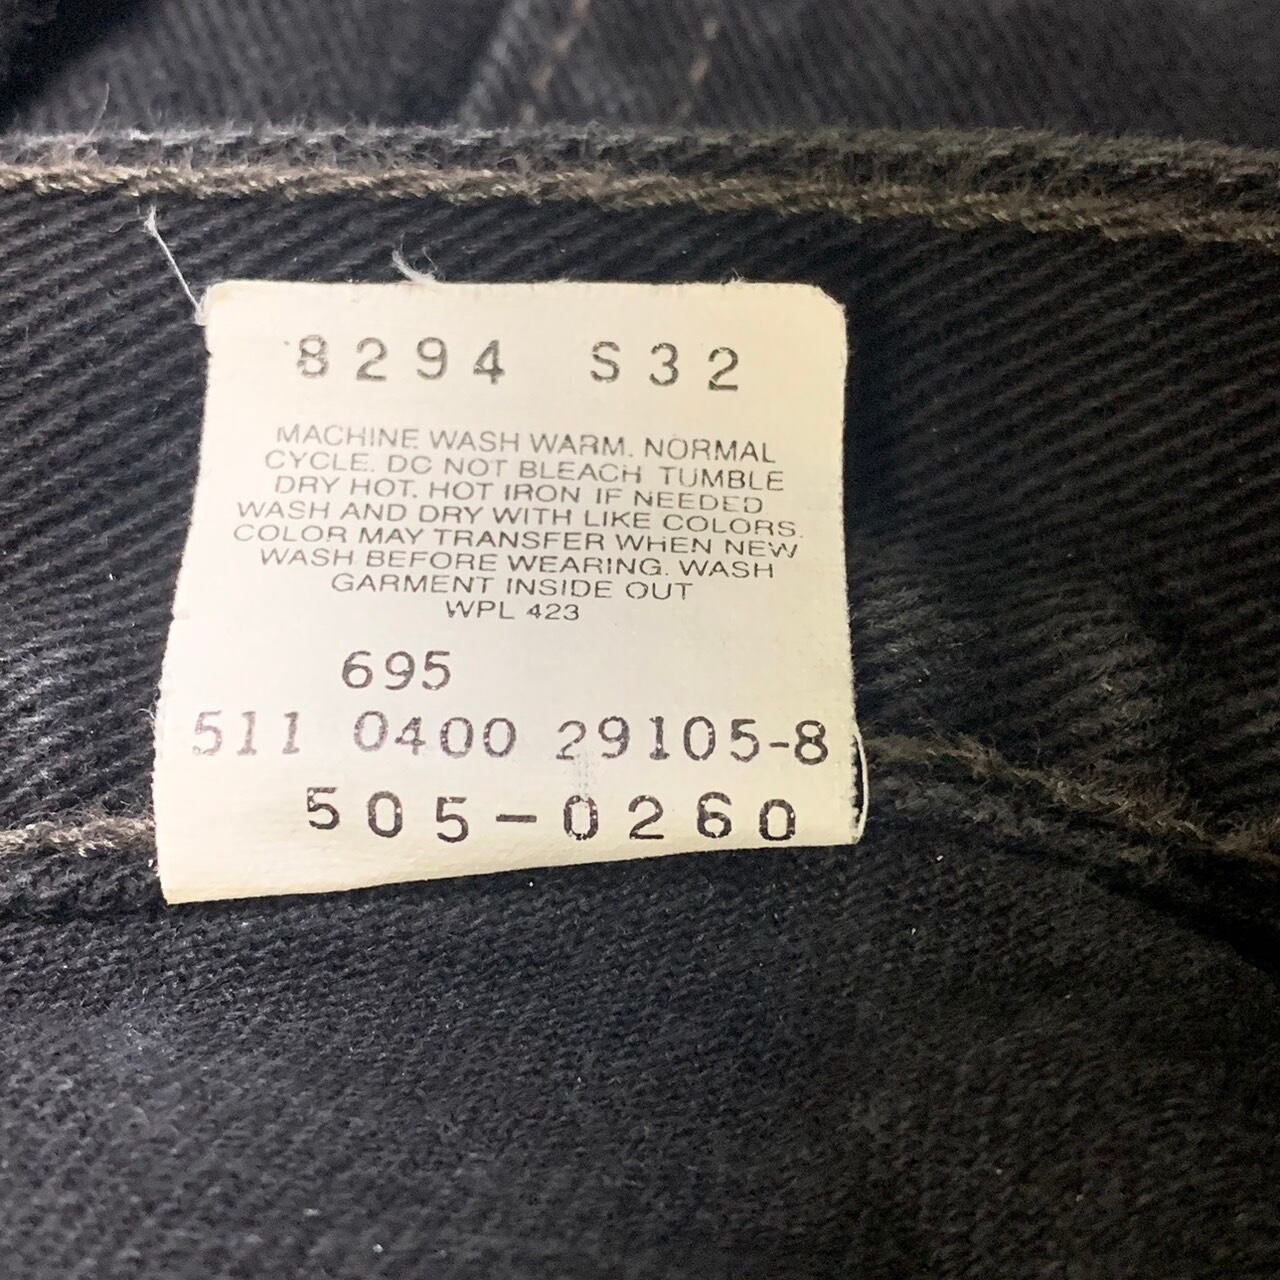 8294 S32
MACHINE WASH WARM. NORMAL
CYCLE. DO NOT BLEACH TUMBLE
DRY HOT. HOT IRON IF NEEDED
WASH AND DRY WITH LIKE COLORS.
COLOR MAY TRANSFER WHEN NEW
WASH BEFORE WEARING. WASH
GARMENT INSIDE OUT
WPL 423
695
511 0400 29105-8
505-0260